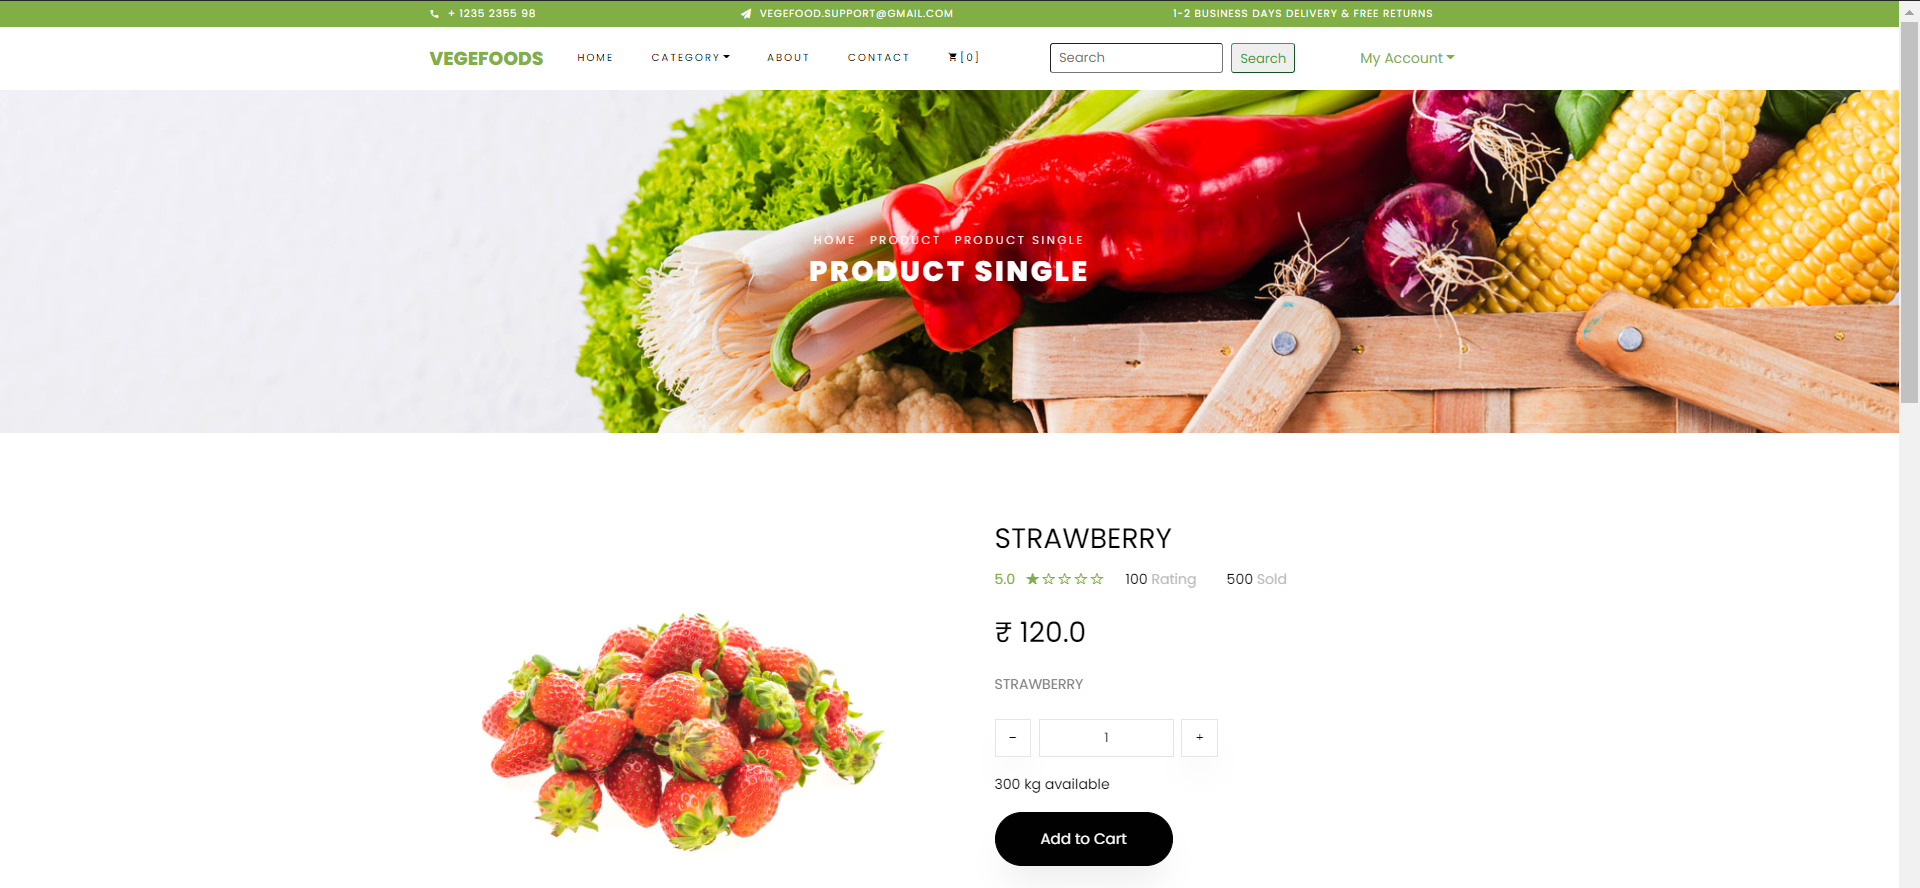 + 1235 2355 98 VEGEFOOD.SUPPORT@GMAIL.COM 1-2 BUSINESS DAYS DELIVERY & FREE RETURNS
VEGEFOODS HOME CATEGORY ABOUT CONTACT [0] Search Search My Account
HOME PRODUCT PRODUCT SINGLE
PRODUCT SINGLE
STRAWBERRY
5.0 ★☆☆☆☆ 100 Rating 500 Sold
₹ 120.0
STRAWBERRY
− 1 +
300 kg available
Add to Cart